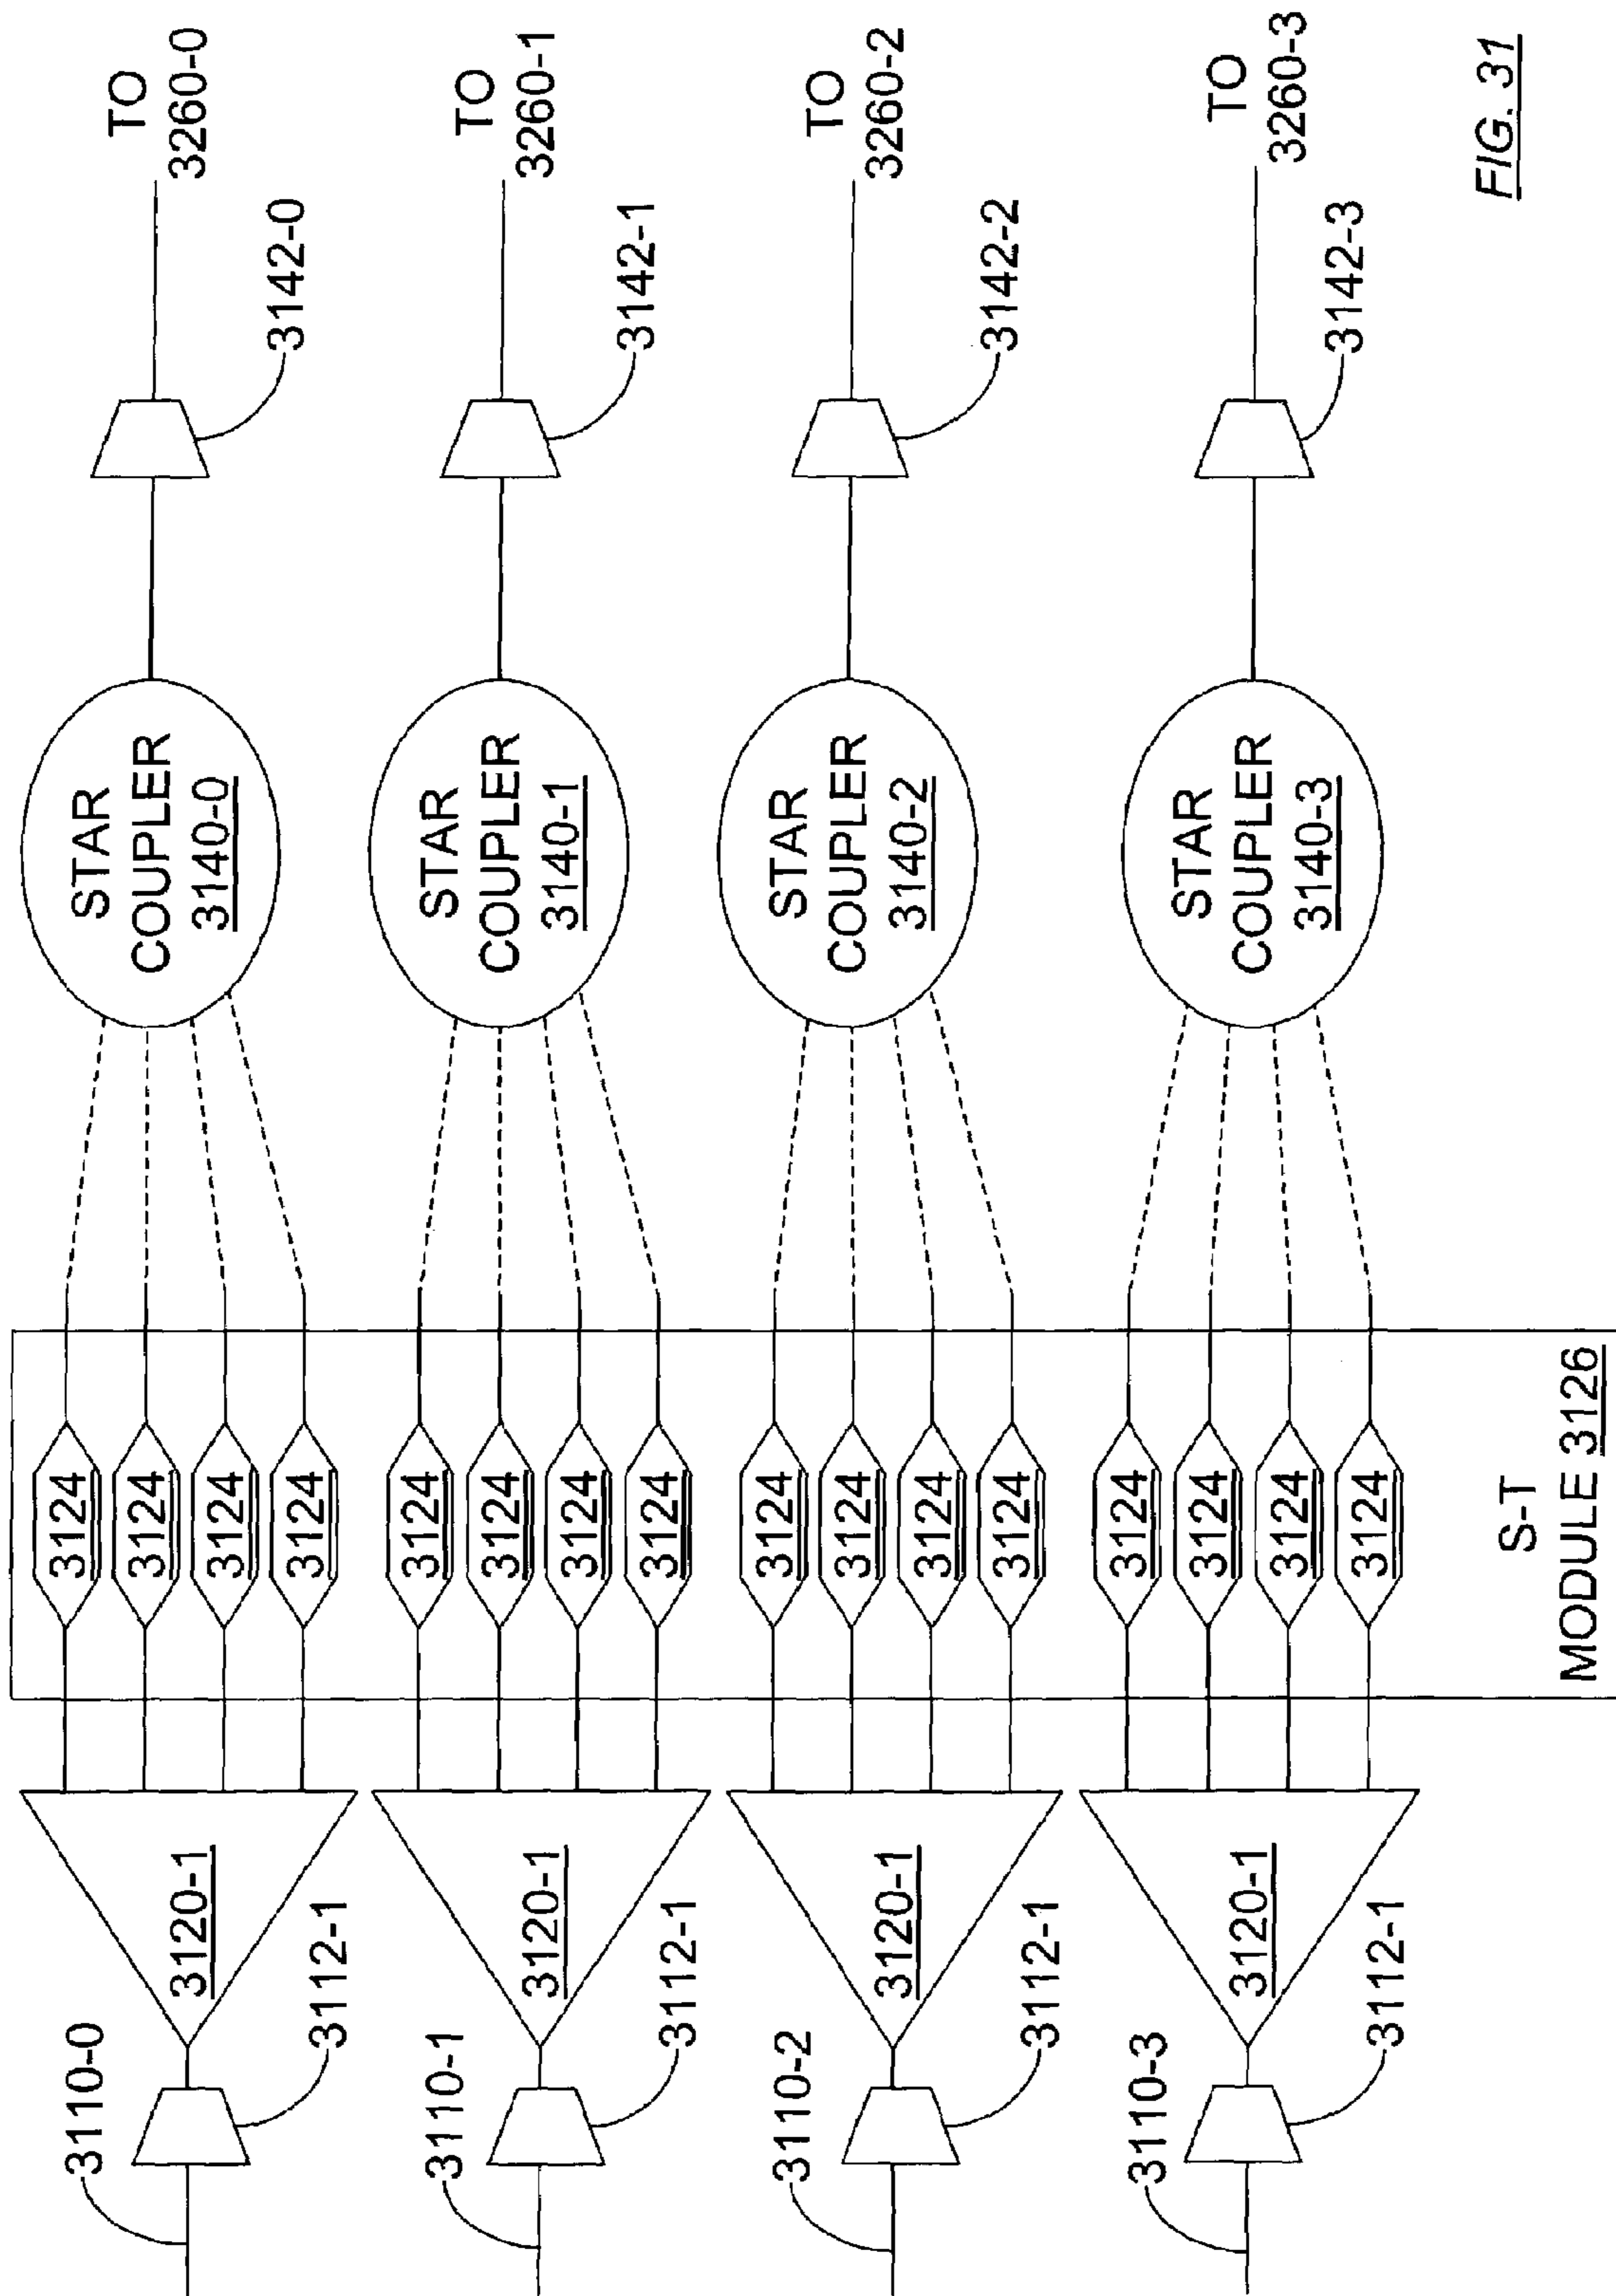 3110-0
3112-1
3120-1
3124
3124
3124
3124
STAR
COUPLER
3140-0
3142-0
TO
3260-0
3110-1
3112-1
3120-1
3124
3124
3124
3124
STAR
COUPLER
3140-1
3142-1
TO
3260-1
3110-2
3112-1
3120-1
3124
3124
3124
3124
STAR
COUPLER
3140-2
3142-2
TO
3260-2
3110-3
3112-1
3120-1
3124
3124
3124
3124
STAR
COUPLER
3140-3
3142-3
TO
3260-3
S-T
MODULE 3126
FIG. 31